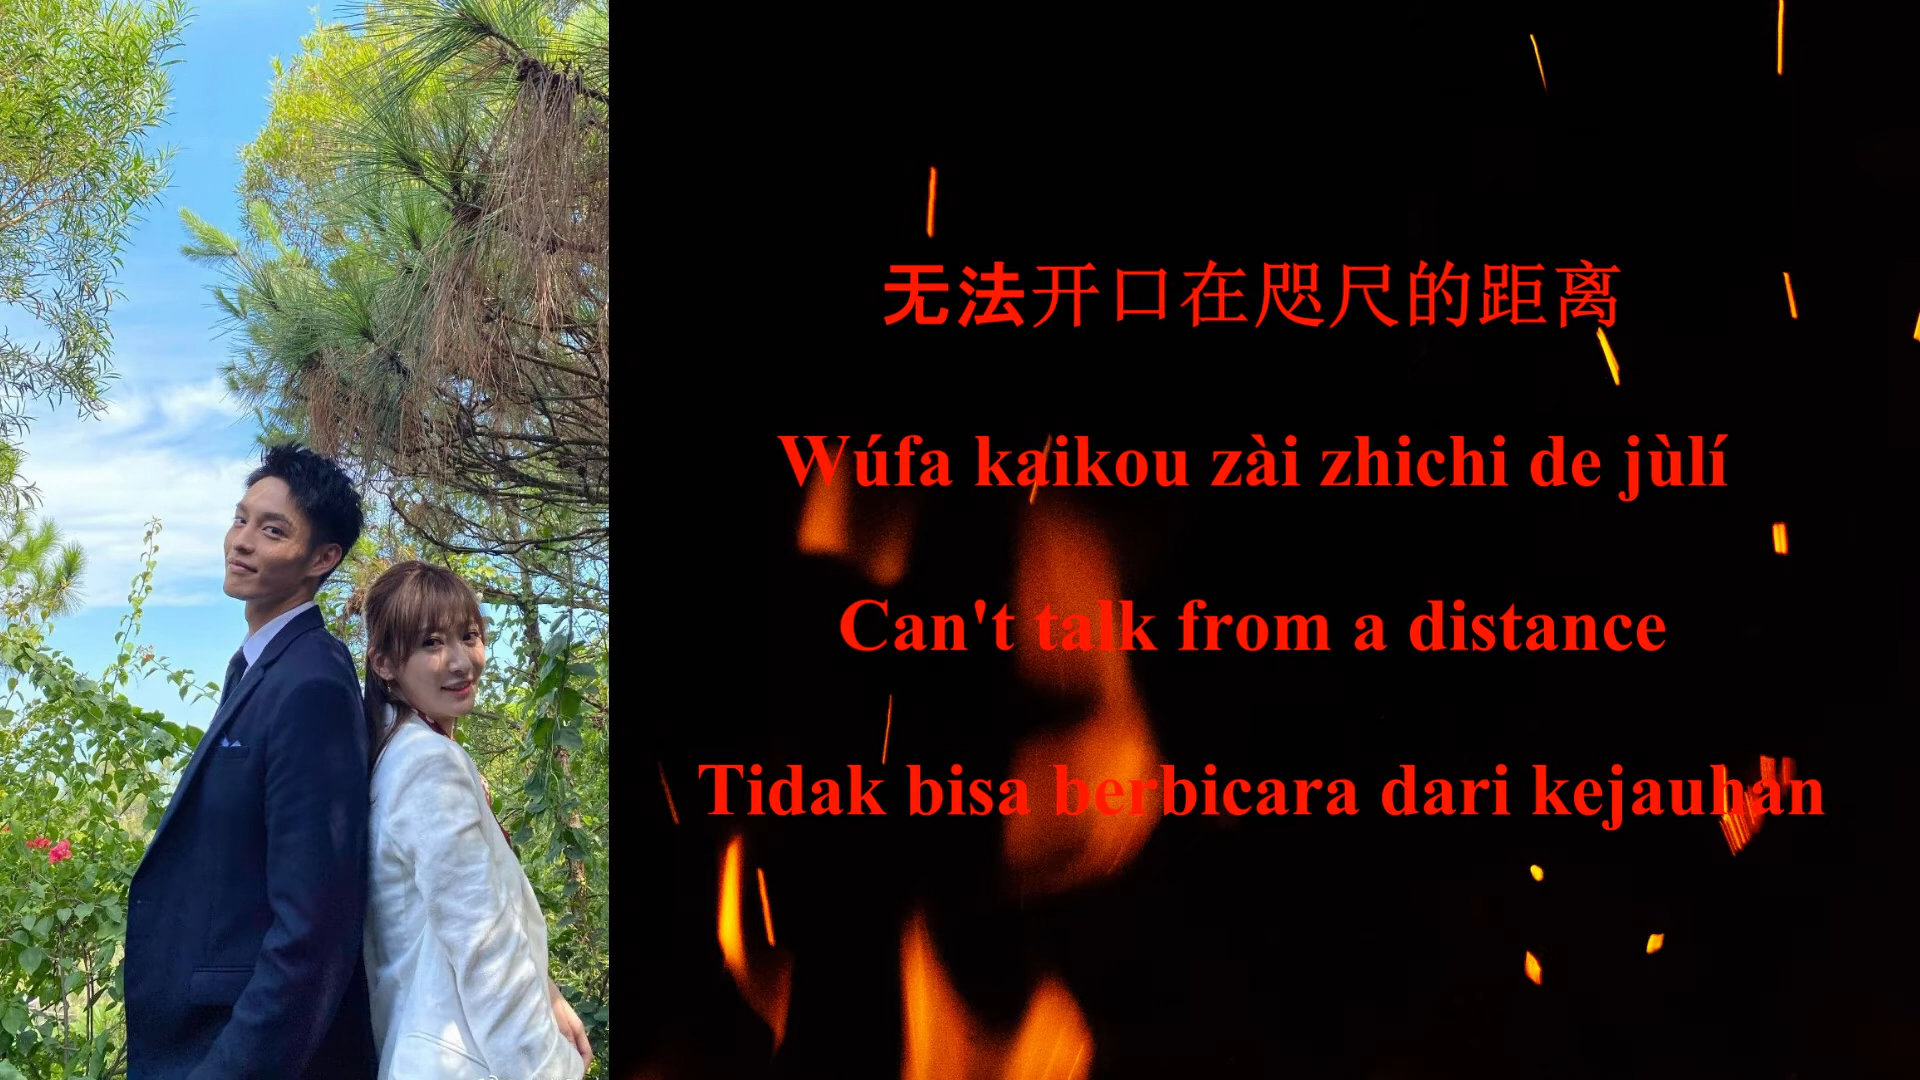 无法开口在咫尺的距离
Wúfa kaikou zài zhichi de jùlí
Can't talk from a distance
Tidak bisa berbicara dari kejauhan